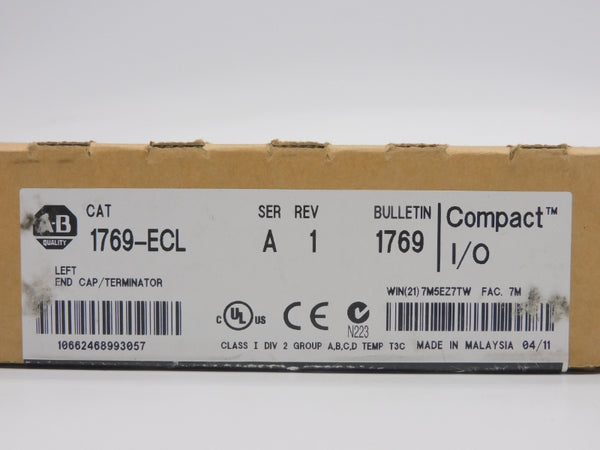 A-B
QUALITY
CAT
1769-ECL
SER REV
A 1
BULLETIN
1769
Compact™
I/O
LEFT
END CAP/TERMINATOR
10662468993057
C UL US
CE
N223
WIN(21) 7M5EZ7TW FAC. 7M
CLASS I DIV 2 GROUP A,B,C,D TEMP T3C
MADE IN MALAYSIA 04/11